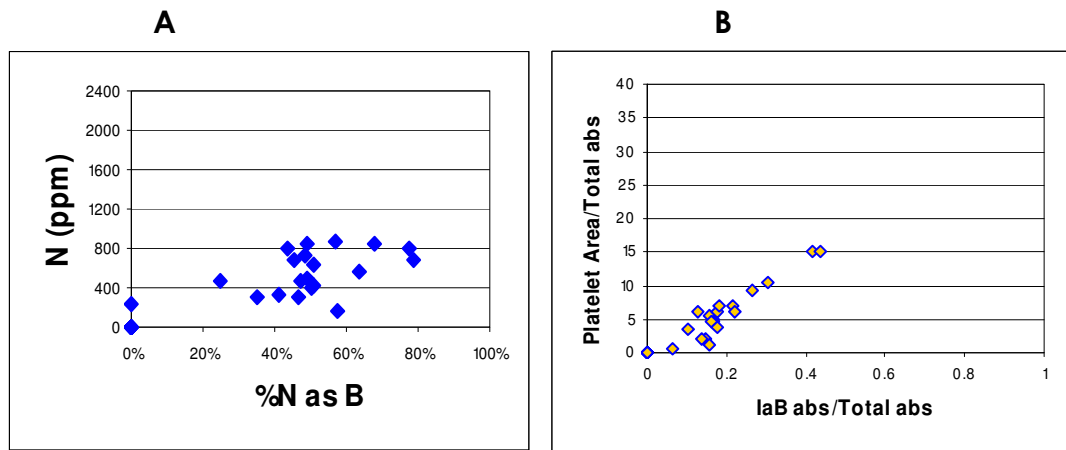 A
B
2400
2000
1600
1200
800
400
0
N (ppm)
0% 20% 40% 60% 80% 100%
%N as B
40
35
30
25
20
15
10
5
0
Platelet Area/Total abs
0 0.2 0.4 0.6 0.8 1
IaB abs/Total abs